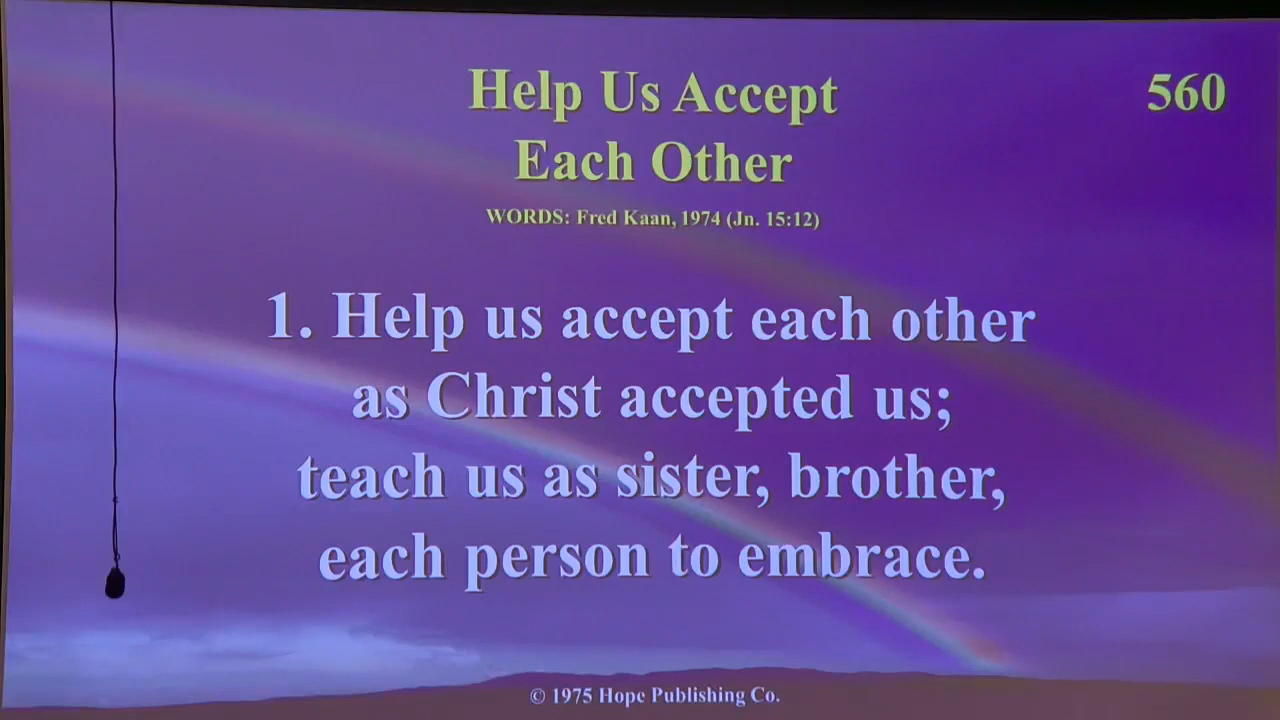 Help Us Accept
Each Other
560
WORDS: Fred Kaan, 1974 (Jn. 15:12)
1. Help us accept each other
as Christ accepted us;
teach us as sister, brother,
each person to embrace.
© 1975 Hope Publishing Co.